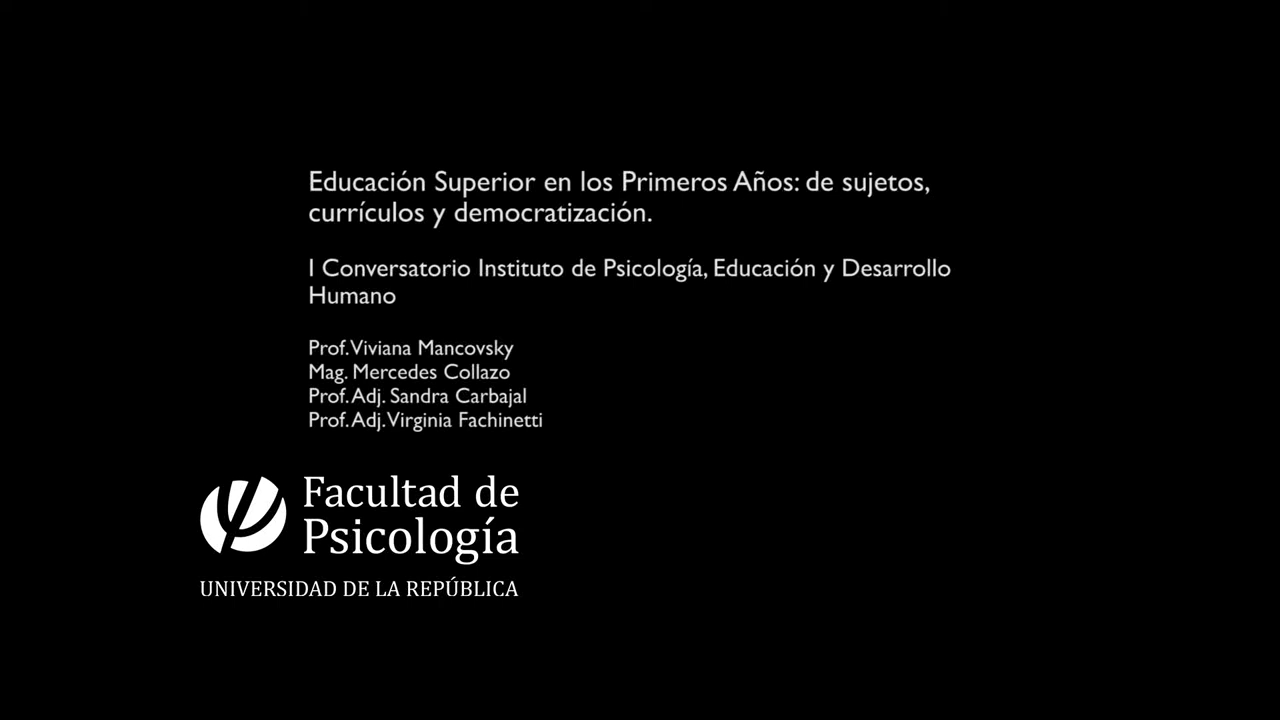 Educación Superior en los Primeros Años: de sujetos,
currículos y democratización.
I Conversatorio Instituto de Psicología, Educación y Desarrollo
Humano
Prof. Viviana Mancovsky
Mag. Mercedes Collazo
Prof. Adj. Sandra Carbajal
Prof. Adj. Virginia Fachinetti
Facultad de
Psicología
UNIVERSIDAD DE LA REPÚBLICA